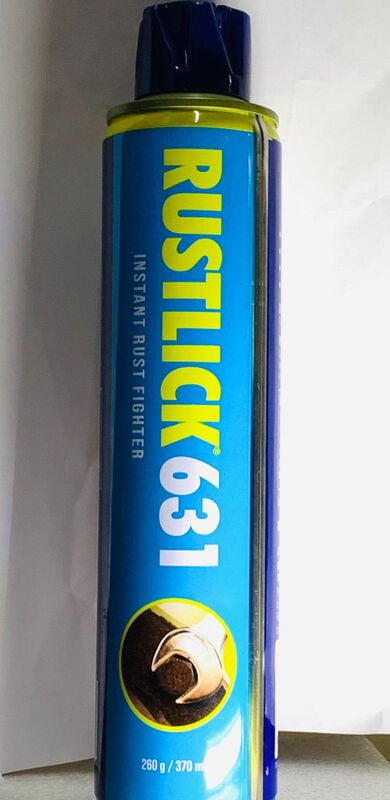 RUSTLICK® 631
INSTANT RUST FIGHTER
260 g / 370 m